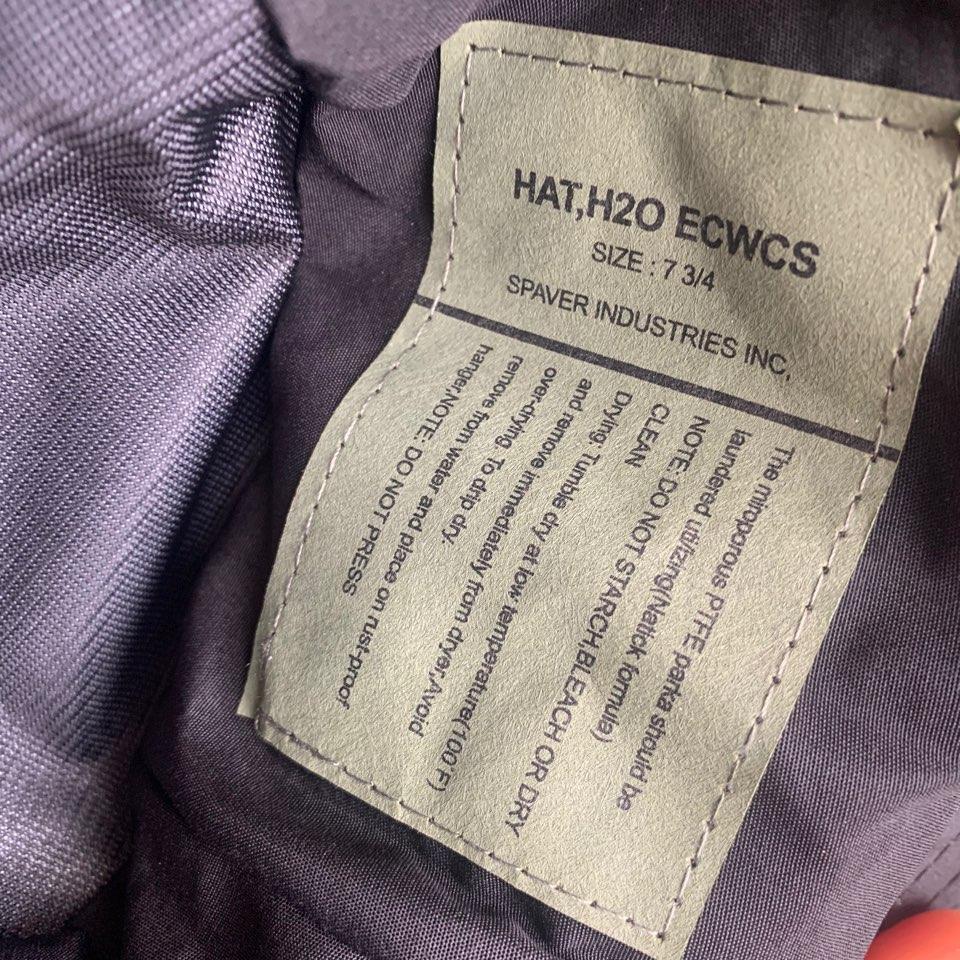 HAT,H2O ECWCS
SIZE : 7 3/4
SPAVER INDUSTRIES INC,
The miroporous PTFE parka should be
laundersd utilizing(Natick formula)
NOTE:DO NOT STARCH,BLEACH OR DRY
CLEAN
Drying: Tumble dry at low temperature(100°F)
and remove immediately from dryer,Avoid
over-drying. To drip dry.
remove from water and place on rust-proof
hanger,NOTE: DO NOT PRESS